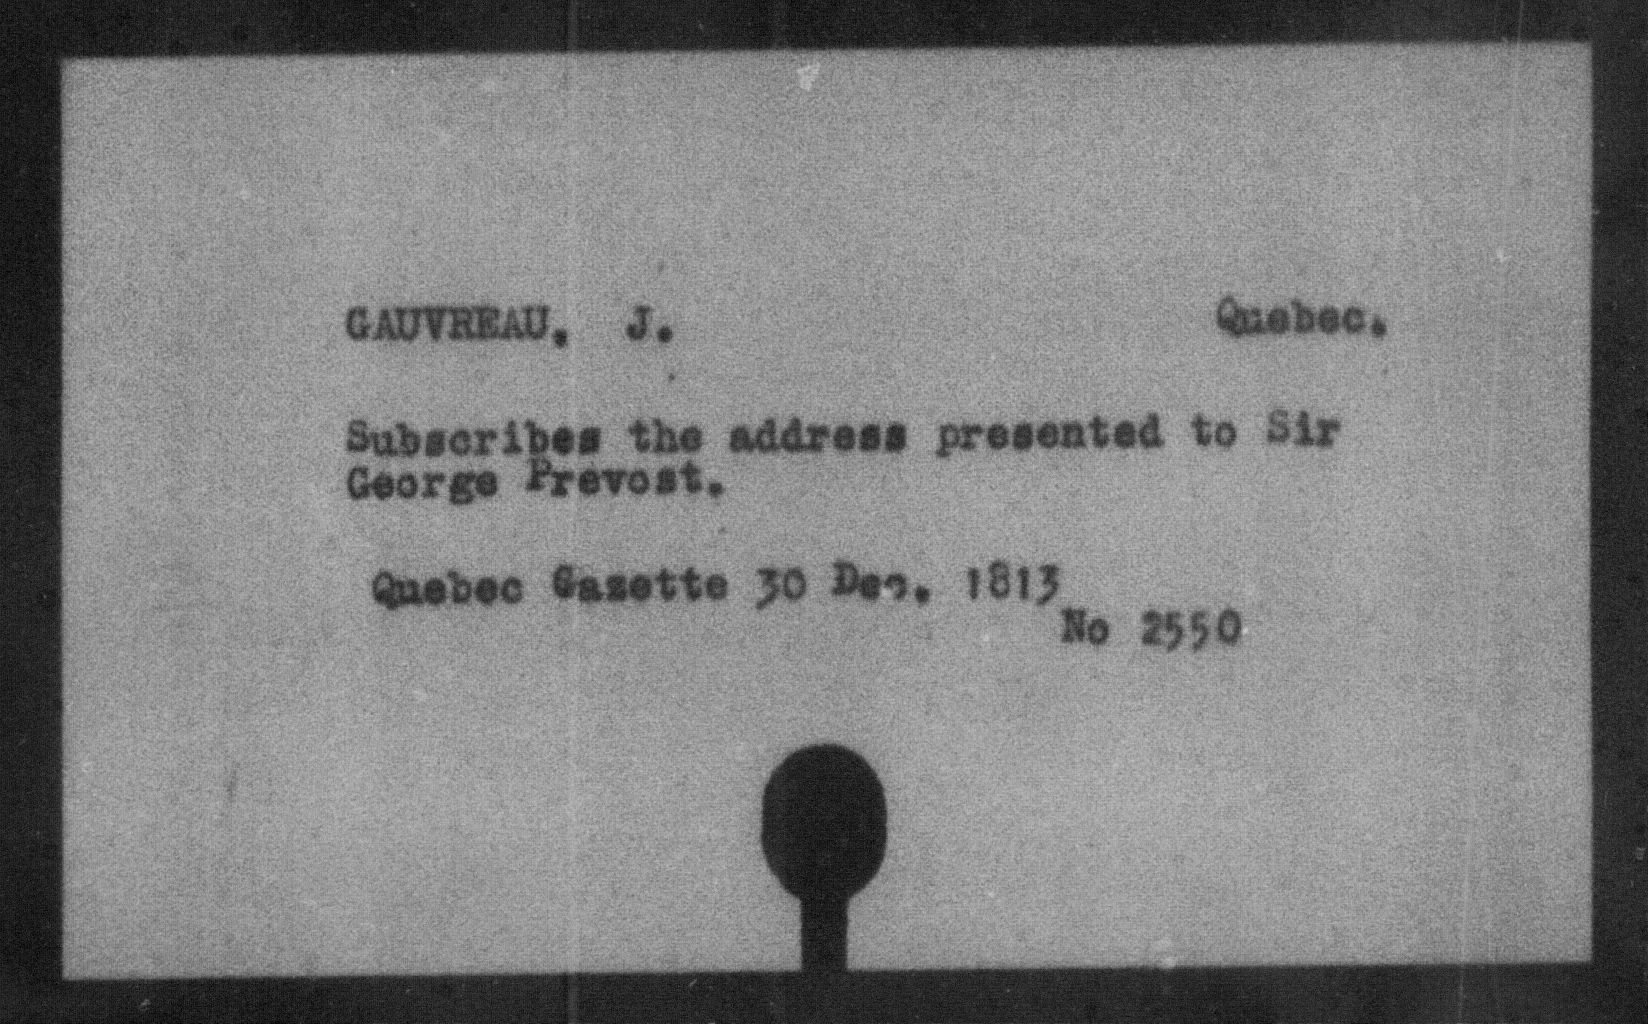 GAUVREAU. J. Quebec.
Subscribes the address presented to Sir
George Prevost.
Quebec Gazette 30 Dec. 1813
No 2550